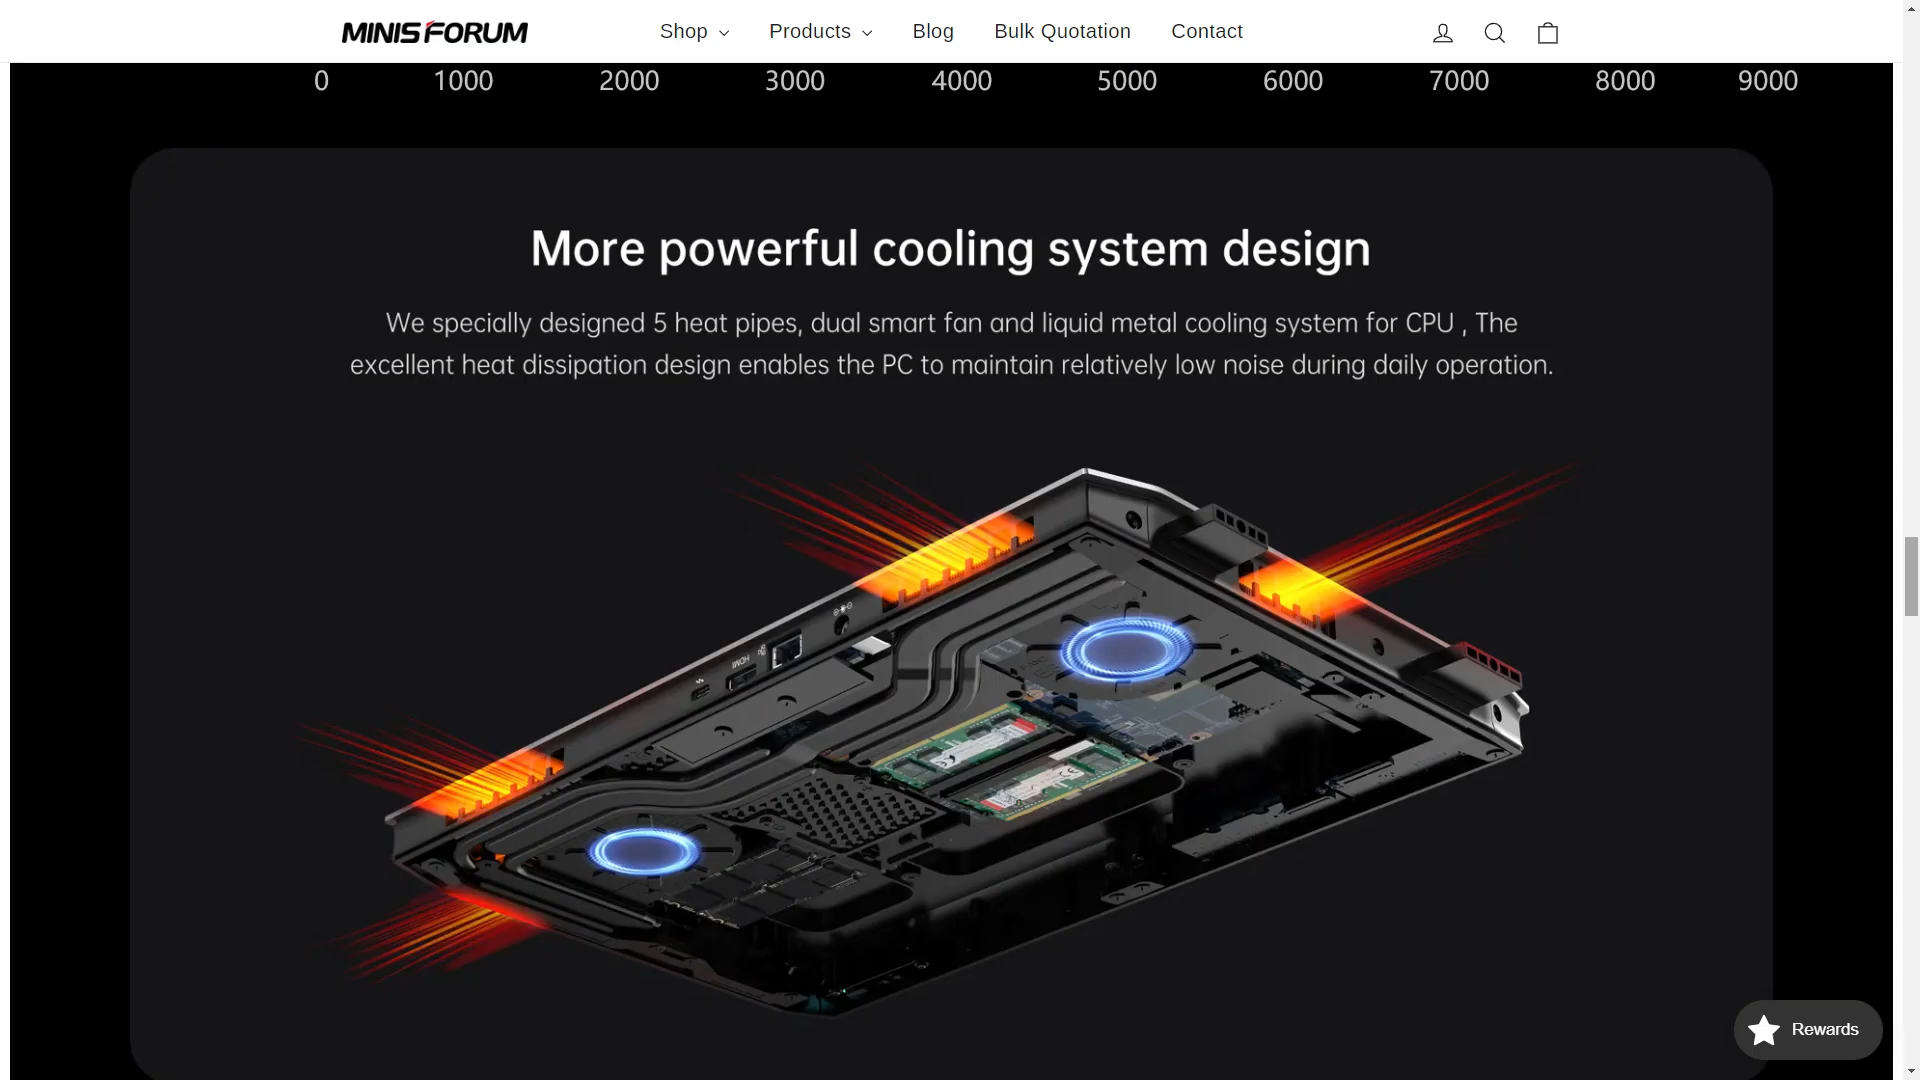 MINISFORUM
Shop
Products
Blog
Bulk Quotation
Contact
0 1000 2000 3000 4000 5000 6000 7000 8000 9000
More powerful cooling system design
We specially designed 5 heat pipes, dual smart fan and liquid metal cooling system for CPU , The
excellent heat dissipation design enables the PC to maintain relatively low noise during daily operation.
HDMI
Rewards